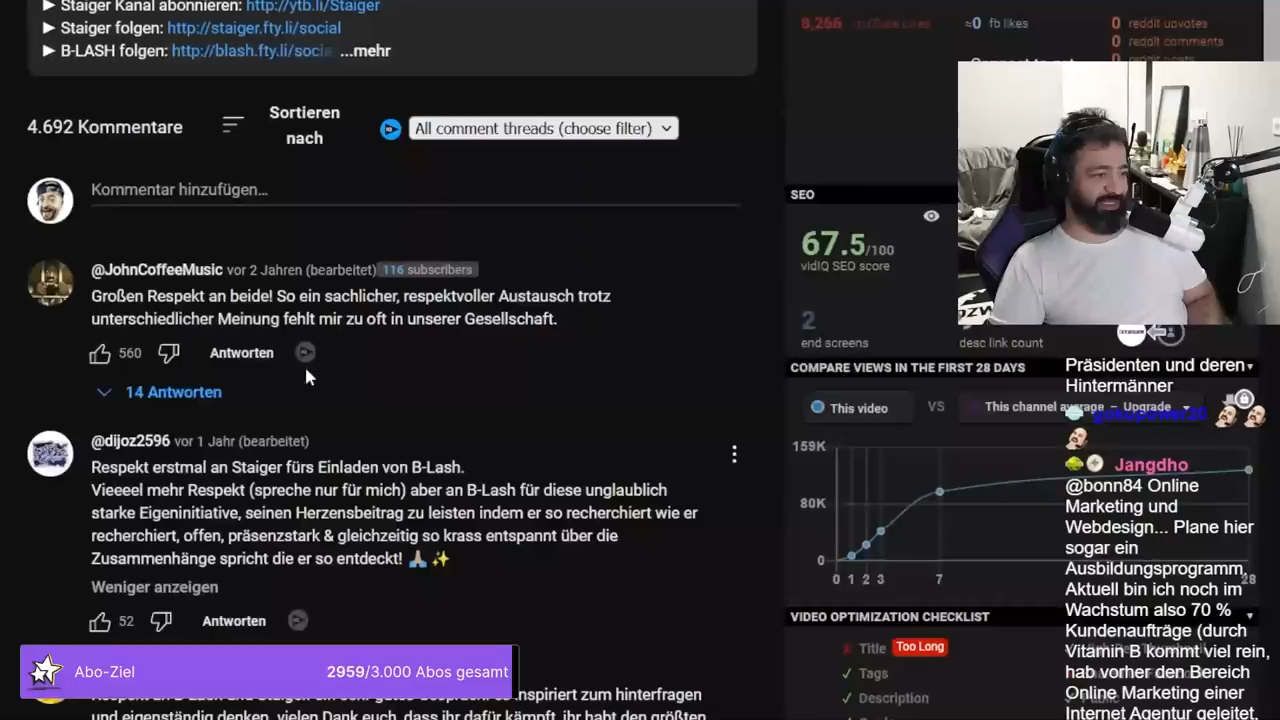 ► Staiger Kanal abonnieren: http://ytb.li/Staiger
► Staiger folgen: http://staiger.fty.li/social
► B-LASH folgen: http://blash.fty.li/socia ...mehr
4.692 Kommentare
Sortieren
nach
All comment threads (choose filter)
Kommentar hinzufügen...
@JohnCoffeeMusic vor 2 Jahren (bearbeitet) 116 subscribers
Großen Respekt an beide! So ein sachlicher, respektvoller Austausch trotz
unterschiedlicher Meinung fehlt mir zu oft in unserer Gesellschaft.
560 Antworten
14 Antworten
@dijoz2596 vor 1 Jahr (bearbeitet)
Respekt erstmal an Staiger fürs Einladen von B-Lash.
Vieeeel mehr Respekt (spreche nur für mich) aber an B-Lash für diese unglaublich
starke Eigeninitiative, seinen Herzensbeitrag zu leisten indem er so recherchiert wie er
recherchiert, offen, präsenzstark & gleichzeitig so krass entspannt über die
Zusammenhänge spricht die er so entdeckt! 🙏🏼 ✨
Weniger anzeigen
52 Antworten
Abo-Ziel 2959/3.000 Abos gesamt
inspiriert zum hinterfragen
und eigenständig denken, vielen Dank euch, dass ihr dafür kämpft, ihr habt den größten
8,266 YouTube Likes
≈0 fb likes
0 reddit upvotes
0 reddit comments
0 reddit posts
SEO
67.5/100
vidIQ SEO score
2
end screens
desc link count
COMPARE VIEWS IN THE FIRST 28 DAYS
This video VS This channel average – Upgrade
159K
80K
0
0 1 2 3 7 28
VIDEO OPTIMIZATION CHECKLIST
Title Too Long
✓ Tags
✓ Description
Präsidenten und deren
Hintermänner
gokupower20
Jangdho
@bonn84 Online
Marketing und
Webdesign... Plane hier
sogar ein
Ausbildungsprogramm,
Aktuell bin ich noch im
Wachstum also 70 %
Kundenaufträge (durch
Vitamin B kommt viel rein,
hab vorher den Bereich
Online Marketing einer
Internet Agentur geleitet,